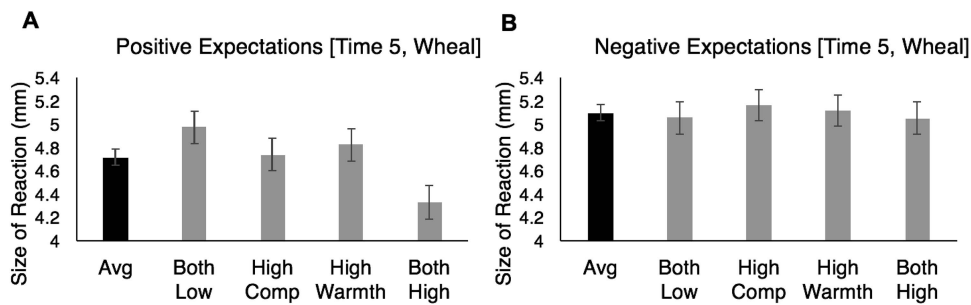 A
Positive Expectations [Time 5, Wheal]
Size of Reaction (mm)
5.4
5.2
5
4.8
4.6
4.4
4.2
4
Avg
Both Low
High Comp
High Warmth
Both High
B
Negative Expectations [Time 5, Wheal]
Size of Reaction (mm)
5.4
5.2
5
4.8
4.6
4.4
4.2
4
Avg
Both Low
High Comp
High Warmth
Both High